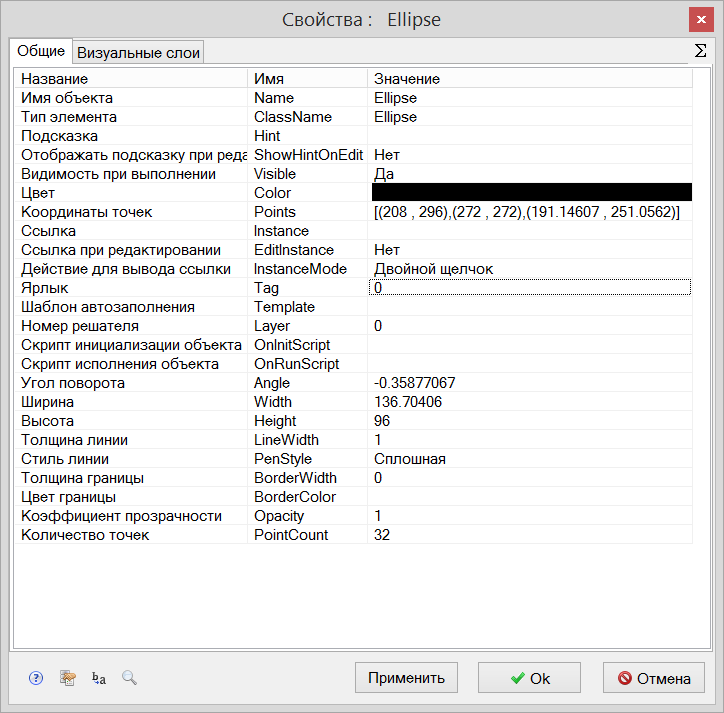 Свойства : Ellipse
Общие Визуальные слои Σ
Название Имя Значение
Имя объекта Name Ellipse
Тип элемента ClassName Ellipse
Подсказка Hint
Отображать подсказку при реда ShowHintOnEdit Нет
Видимость при выполнении Visible Да
Цвет Color
Координаты точек Points [(208 , 296),(272 , 272),(191.14607 , 251.0562)]
Ссылка Instance
Ссылка при редактировании EditInstance Нет
Действие для вывода ссылки InstanceMode Двойной щелчок
Ярлык Tag 0
Шаблон автозаполнения Template
Номер решателя Layer 0
Скрипт инициализации объекта OnInitScript
Скрипт исполнения объекта OnRunScript
Угол поворота Angle -0.35877067
Ширина Width 136.70406
Высота Height 96
Толщина линии LineWidth 1
Стиль линии PenStyle Сплошная
Толщина границы BorderWidth 0
Цвет границы BorderColor
Коэффициент прозрачности Opacity 1
Количество точек PointCount 32
? b a Применить Ok Отмена